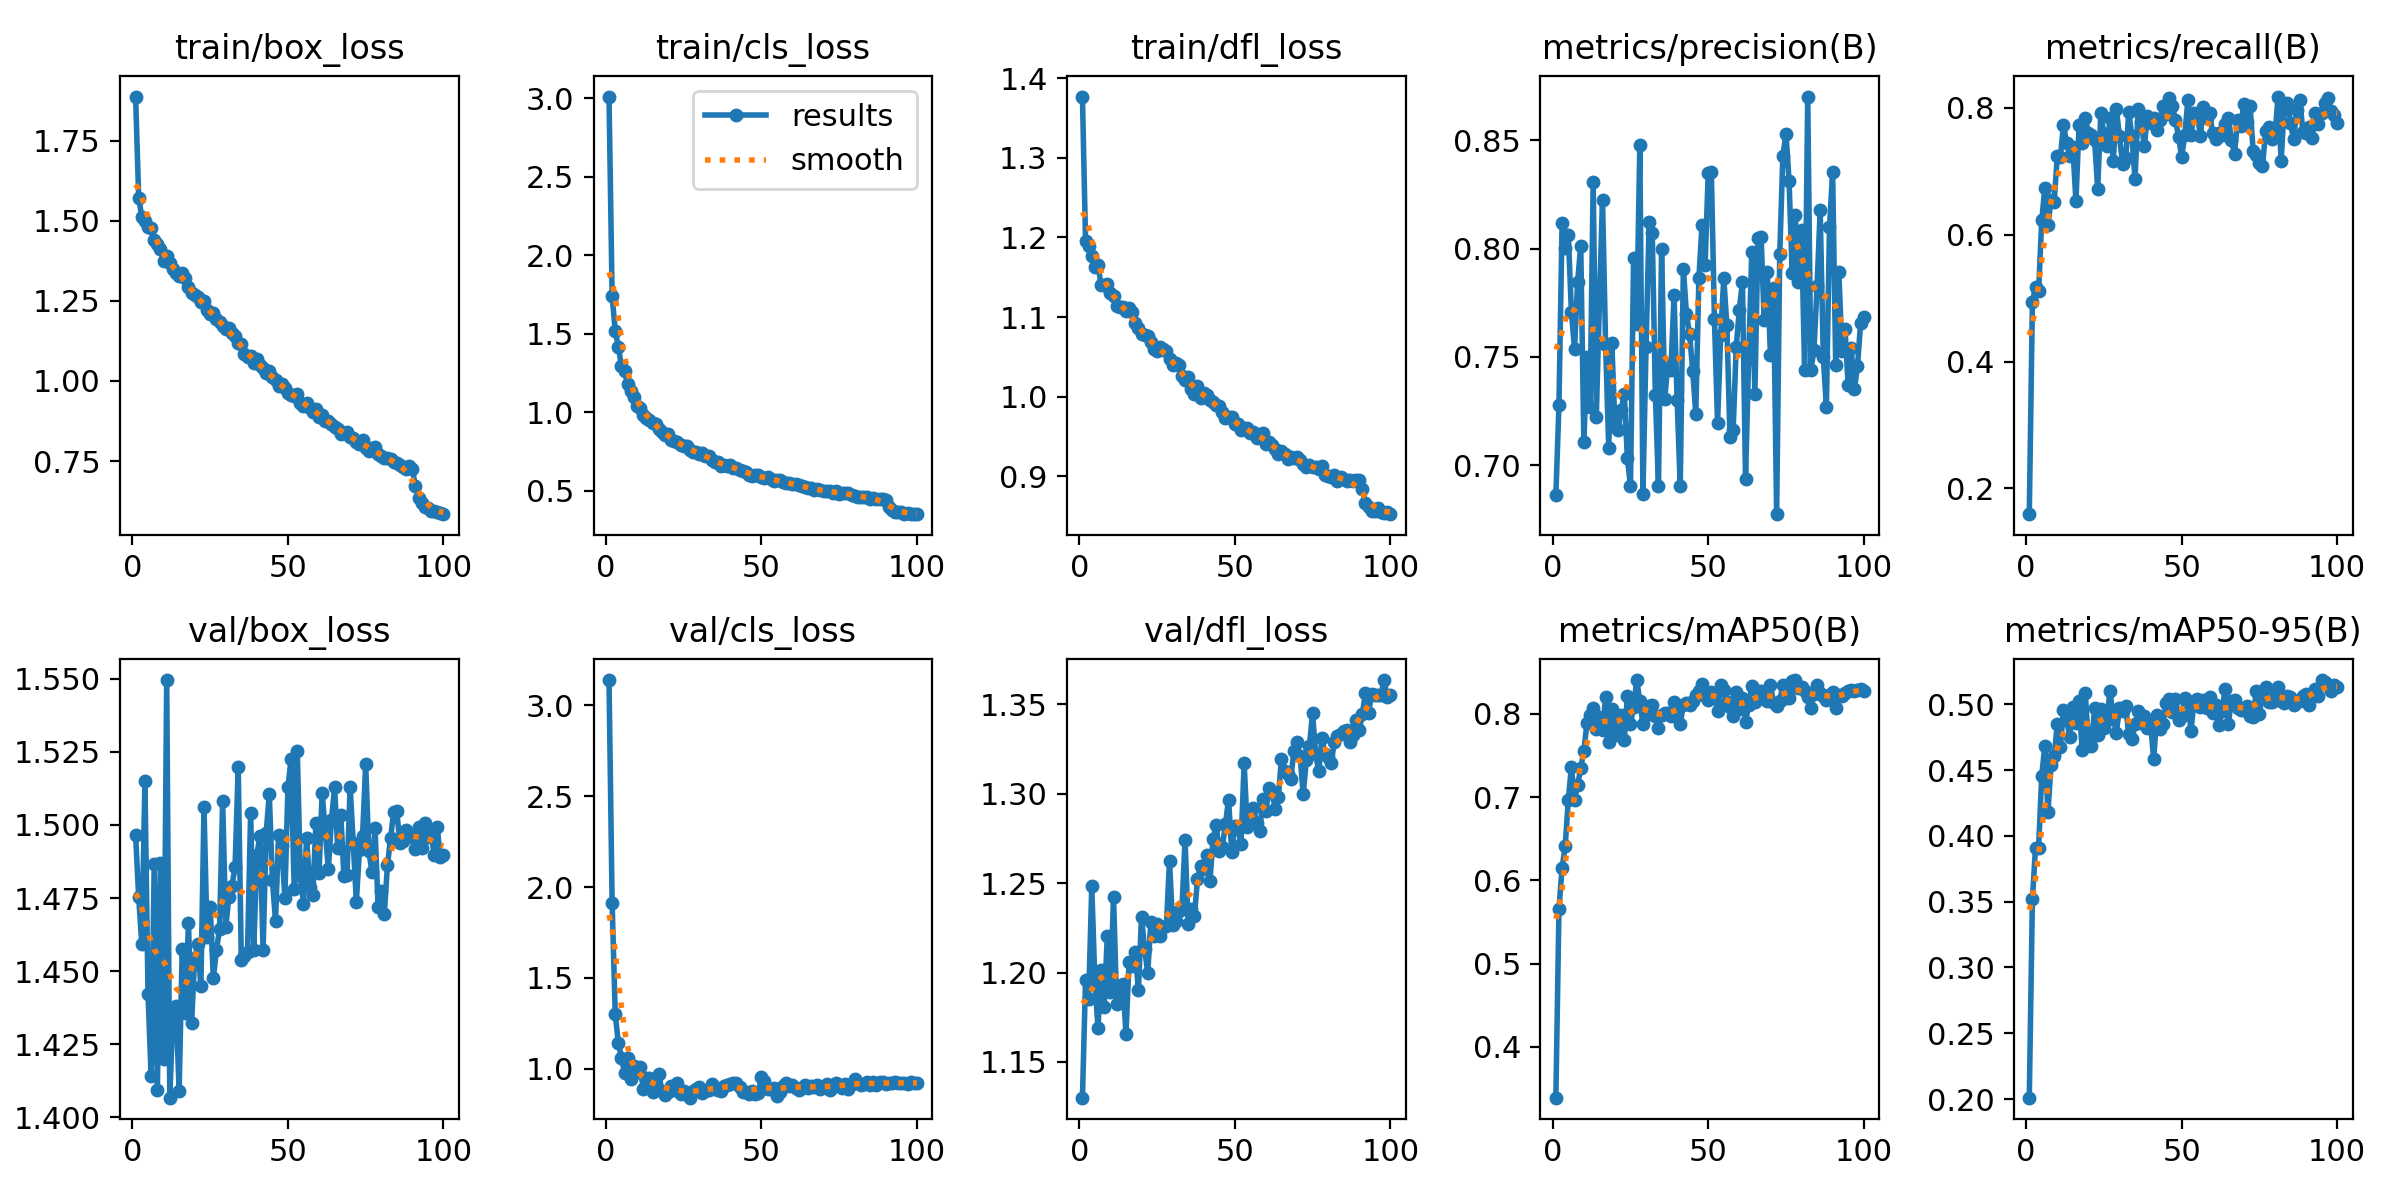 train/box_loss
1.75
1.50
1.25
1.00
0.75
0 50 100
train/cls_loss
results
smooth
3.0
2.5
2.0
1.5
1.0
0.5
0 50 100
train/dfl_loss
1.4
1.3
1.2
1.1
1.0
0.9
0 50 100
metrics/precision(B)
0.85
0.80
0.75
0.70
0 50 100
metrics/recall(B)
0.8
0.6
0.4
0.2
0 50 100
val/box_loss
1.550
1.525
1.500
1.475
1.450
1.425
1.400
0 50 100
val/cls_loss
3.0
2.5
2.0
1.5
1.0
0 50 100
val/dfl_loss
1.35
1.30
1.25
1.20
1.15
0 50 100
metrics/mAP50(B)
0.8
0.7
0.6
0.5
0.4
0 50 100
metrics/mAP50-95(B)
0.50
0.45
0.40
0.35
0.30
0.25
0.20
0 50 100